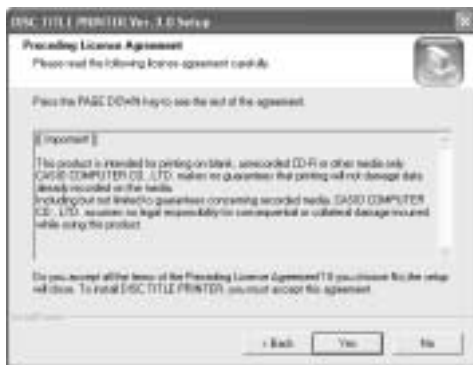 DISC TITLE PRINTER Ver. 3.0 Setup
Preceding License Agreement
Please read the following license agreement carefully.
Press the PAGE DOWN key to see the rest of the agreement.
[[ Important ]]
This product is intended for printing on blank, unrecorded CD-R or other media only.
CASIO COMPUTER CO., LTD. makes no guarantees that printing will not damage data
already recorded on the media.
Including but not limited to guarantees concerning recorded media, CASIO COMPUTER
CO., LTD. assumes no legal responsibility for consequential or collateral damage incurred
while using this product.
Do you accept all the terms of the Preceding License Agreement? If you choose No, the setup
will close. To install DISC TITLE PRINTER, you must accept this agreement.
< Back
Yes
No